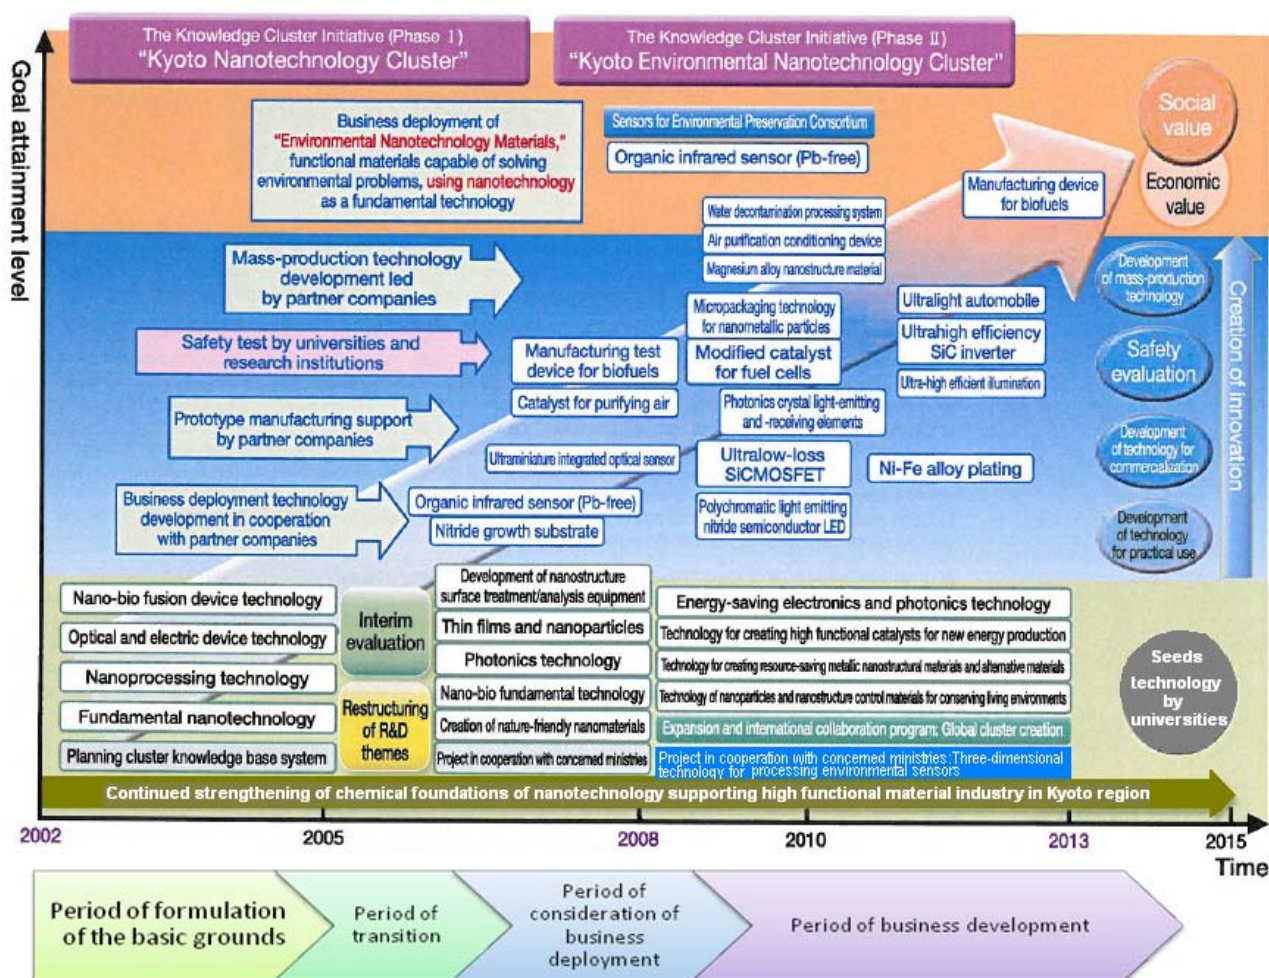 The Knowledge Cluster Initiative (Phase I)
"Kyoto Nanotechnology Cluster"
The Knowledge Cluster Initiative (Phase II)
"Kyoto Environmental Nanotechnology Cluster"
Goal attainment level
Business deployment of
"Environmental Nanotechnology Materials,"
functional materials capable of solving
environmental problems, using nanotechnology
as a fundamental technology
Sensors for Environmental Preservation Consortium
Organic infrared sensor (Pb-free)
Manufacturing device
for biofuels
Social
value
Economic
value
Water decontamination processing system
Air purification conditioning device
Magnesium alloy nanostructure material
Mass-production technology
development led
by partner companies
Micropackaging technology
for nanometallic particles
Ultralight automobile
Development
of mass-production
technology
Safety test by universities and
research institutions
Manufacturing test
device for biofuels
Modified catalyst
for fuel cells
Ultrahigh efficiency
SiC inverter
Safety
evaluation
Catalyst for purifying air
Ultra-high efficient illumination
Prototype manufacturing support
by partner companies
Photonics crystal light-emitting
and -receiving elements
Development
of technology for
commercialization
Creation of innovation
Ultraminiature integrated optical sensor
Ultralow-loss
SiCMOSFET
Ni-Fe alloy plating
Business deployment technology
development in cooperation
with partner companies
Organic infrared sensor (Pb-free)
Nitride growth substrate
Polychromatic light emitting
nitride semiconductor LED
Development
of technology
for practical use
Nano-bio fusion device technology
Optical and electric device technology
Nanoprocessing technology
Fundamental nanotechnology
Planning cluster knowledge base system
Interim
evaluation
Restructuring
of R&D
themes
Development of nanostructure
surface treatment/analysis equipment
Thin films and nanoparticles
Photonics technology
Nano-bio fundamental technology
Creation of nature-friendly nanomaterials
Project in cooperation with concerned ministries
Energy-saving electronics and photonics technology
Technology for creating high functional catalysts for new energy production
Technology for creating resource-saving metallic nanostructural materials and alternative materials
Technology of nanoparticles and nanostructure control materials for conserving living environments
Expansion and international collaboration program: Global cluster creation
Project in cooperation with concerned ministries:Three-dimensional
technology for processing environmental sensors
Seeds
technology
by
universities
Continued strengthening of chemical foundations of nanotechnology supporting high functional material industry in Kyoto region
2002
2005
2008
2010
2013
2015
Time
Period of formulation
of the basic grounds
Period of
transition
Period of
consideration of
business
deployment
Period of business development